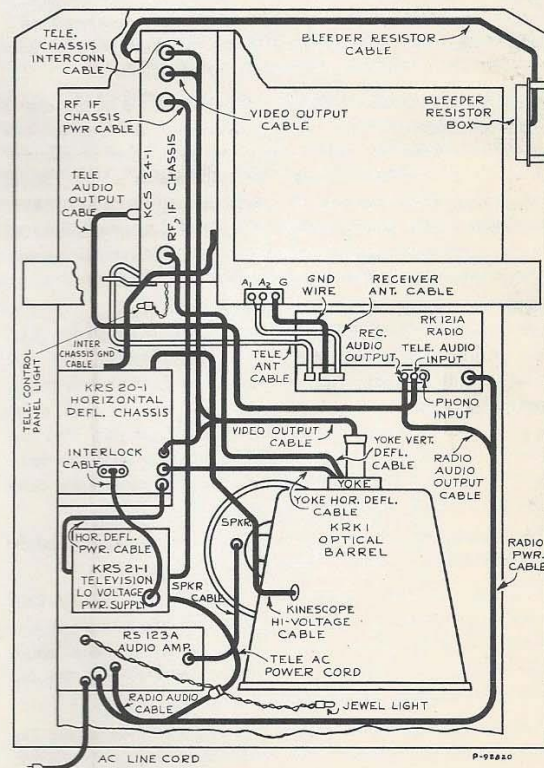 TELE.
CHASSIS
INTERCONN
CABLE
BLEEDER RESISTOR
CABLE
RF IF
CHASSIS
PWR CABLE
VIDEO OUTPUT
CABLE
BLEEDER
RESISTOR
BOX
TELE
AUDIO
OUTPUT
CABLE
KCS 24-1
RF, IF CHASSIS
A1 A2 G
GND
WIRE
RECEIVER
ANT. CABLE
RK 121A
RADIO
REC.
AUDIO
OUTPUT
TELE. AUDIO
INPUT
TELE
ANT
CABLE
PHONO
INPUT
TELE. CONTROL
PANEL LIGHT
INTER
CHASSIS GND
CABLE
KRS 20-1
HORIZONTAL
DEFL. CHASSIS
INTERLOCK
CABLE
VIDEO OUTPUT
CABLE
YOKE VERT.
DEFL.
CABLE
RADIO
AUDIO
OUTPUT
CABLE
YOKE
YOKE HOR. DEFL.
CABLE
KRK1
OPTICAL
BARREL
SPKR.
HOR. DEFL.
PWR. CABLE
KRS 21-1
TELEVISION
LO VOLTAGE
PWR. SUPPLY
SPKR
CABLE
RADIO
PWR.
CABLE
KINESCOPE
HI-VOLTAGE
CABLE
RS 123A
AUDIO AMP.
TELE AC
POWER CORD
RADIO AUDIO
CABLE
JEWEL LIGHT
AC LINE CORD
P-92820